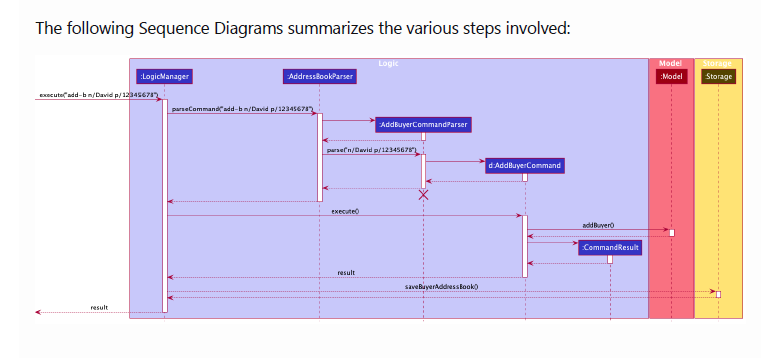 The following Sequence Diagrams summarizes the various steps involved:
Logic
Model
Storage
:LogicManager
:AddressBookParser
:Model
:Storage
execute("add-b n/David p/12345678")
parseCommand("add-b n/David p/12345678")
:AddBuyerCommandParser
parse("n/David p/12345678")
d:AddBuyerCommand
execute()
addBuyer()
:CommandResult
result
saveBuyerAddressBook()
result